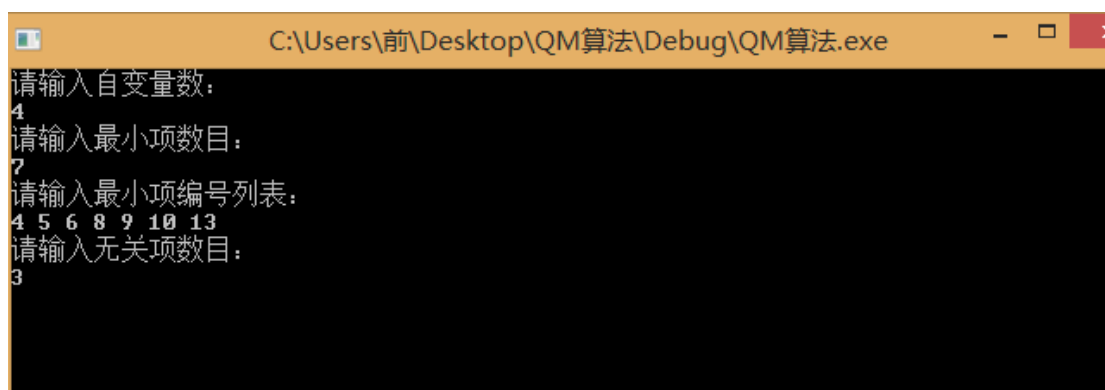 C:\Users\前\Desktop\QM算法\Debug\QM算法.exe
请输入自变量数：
4
请输入最小项数目：
7
请输入最小项编号列表：
4 5 6 8 9 10 13
请输入无关项数目：
3